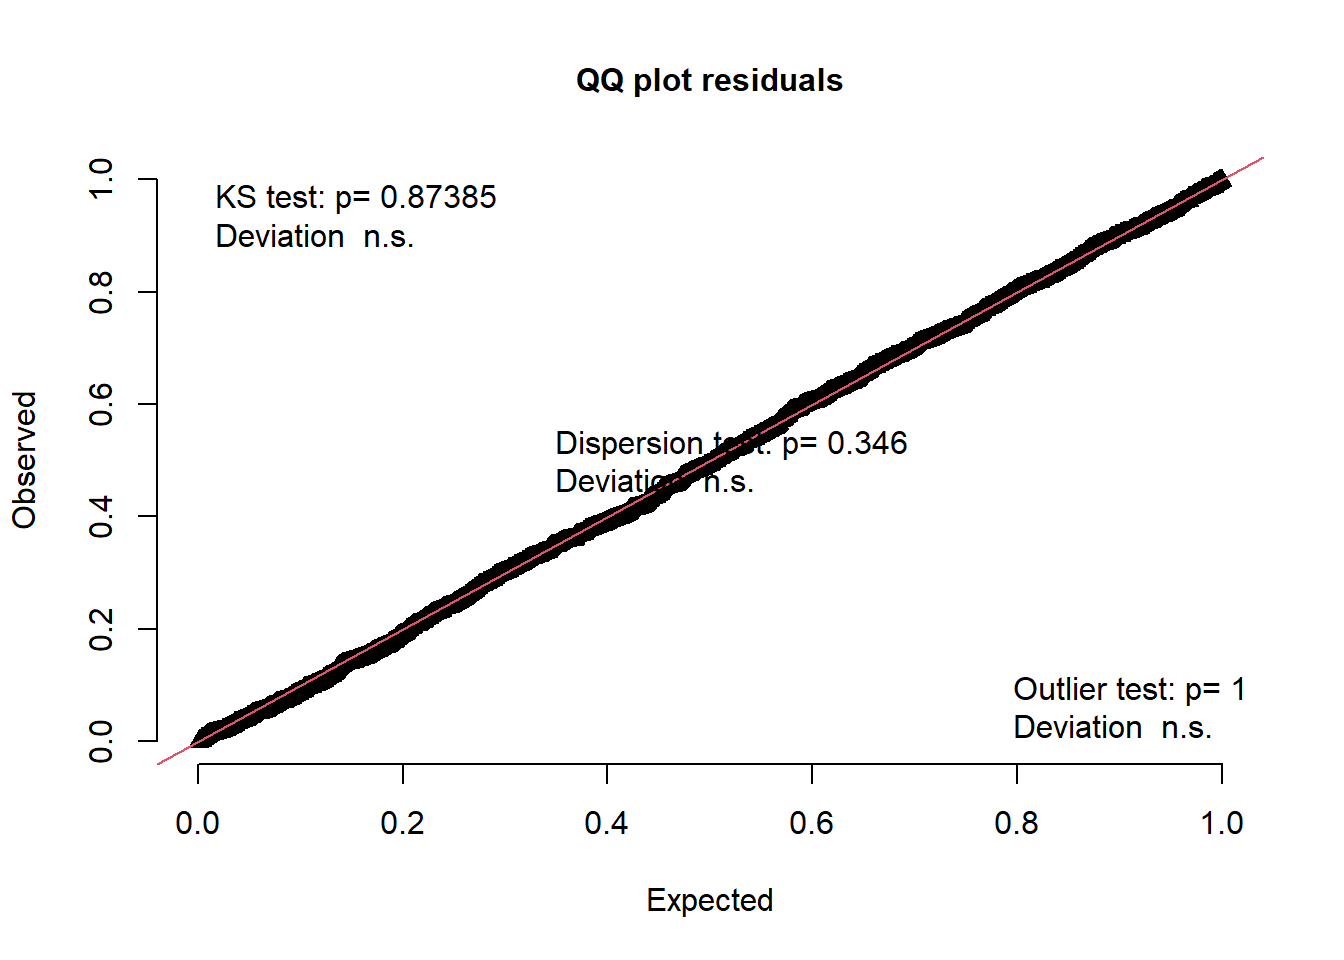 QQ plot residuals
KS test: p= 0.87385
Deviation  n.s.
Dispersion test: p= 0.346
Deviation  n.s.
Outlier test: p= 1
Deviation  n.s.
Observed
1.0
0.8
0.6
0.4
0.2
0.0
0.0 0.2 0.4 0.6 0.8 1.0
Expected